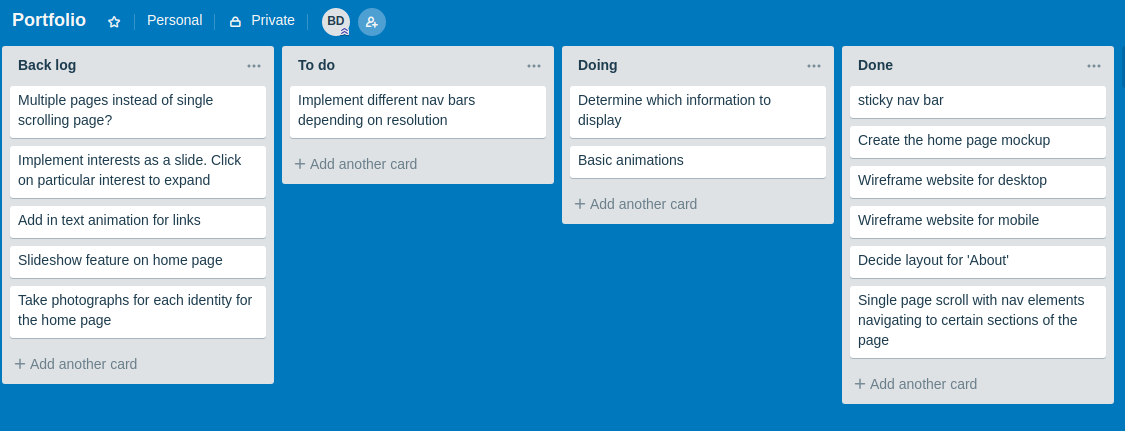 Portfolio
Personal
Private
BD
Back log
Multiple pages instead of single
scrolling page?
Implement interests as a slide. Click
on particular interest to expand
Add in text animation for links
Slideshow feature on home page
Take photographs for each identity for
the home page
+ Add another card
To do
Implement different nav bars
depending on resolution
+ Add another card
Doing
Determine which information to
display
Basic animations
+ Add another card
Done
sticky nav bar
Create the home page mockup
Wireframe website for desktop
Wireframe website for mobile
Decide layout for 'About'
Single page scroll with nav elements
navigating to certain sections of the
page
+ Add another card